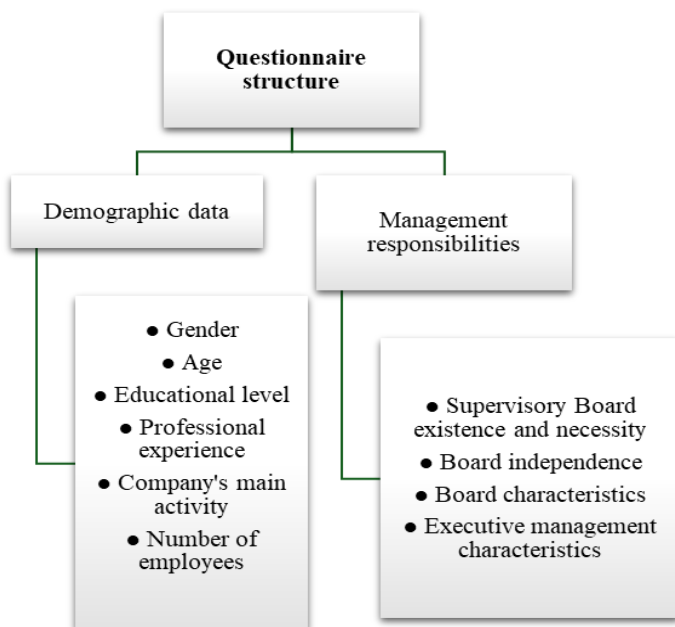 Questionnaire
structure
Demographic data
● Gender
● Age
● Educational level
● Professional
experience
● Company's main
activity
● Number of
employees
Management
responsibilities
● Supervisory Board
existence and necessity
● Board independence
● Board characteristics
● Executive management
characteristics